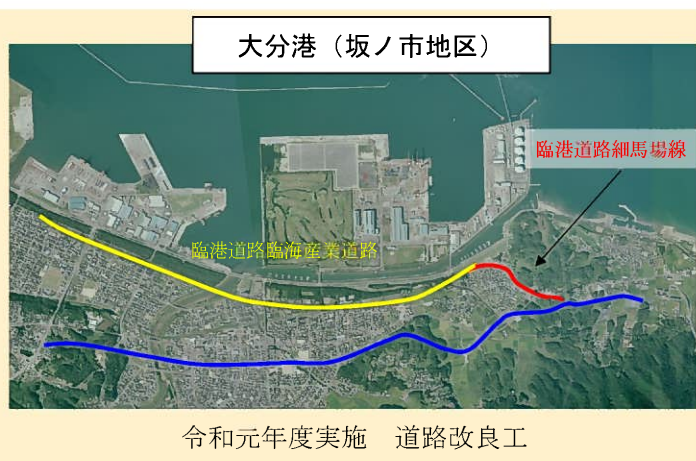 大分港（坂ノ市地区）
臨港道路細馬場線
臨港道路臨海産業道路
令和元年度実施　道路改良工